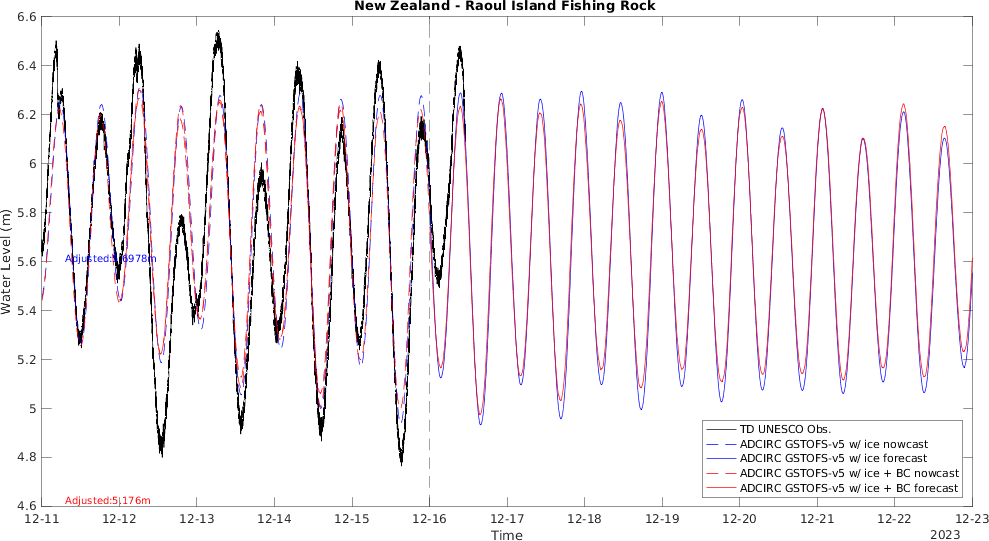 New Zealand - Raoul Island Fishing Rock
Water Level (m)
6.6
6.4
6.2
6
5.8
5.6
5.4
5.2
5
4.8
4.6
Adjusted:5.6978m
Adjusted:5.176m
TD UNESCO Obs.
ADCIRC GSTOFS-v5 w/ ice nowcast
ADCIRC GSTOFS-v5 w/ ice forecast
ADCIRC GSTOFS-v5 w/ ice + BC nowcast
ADCIRC GSTOFS-v5 w/ ice + BC forecast
12-11 12-12 12-13 12-14 12-15 12-16 12-17 12-18 12-19 12-20 12-21 12-22 12-23
Time
2023